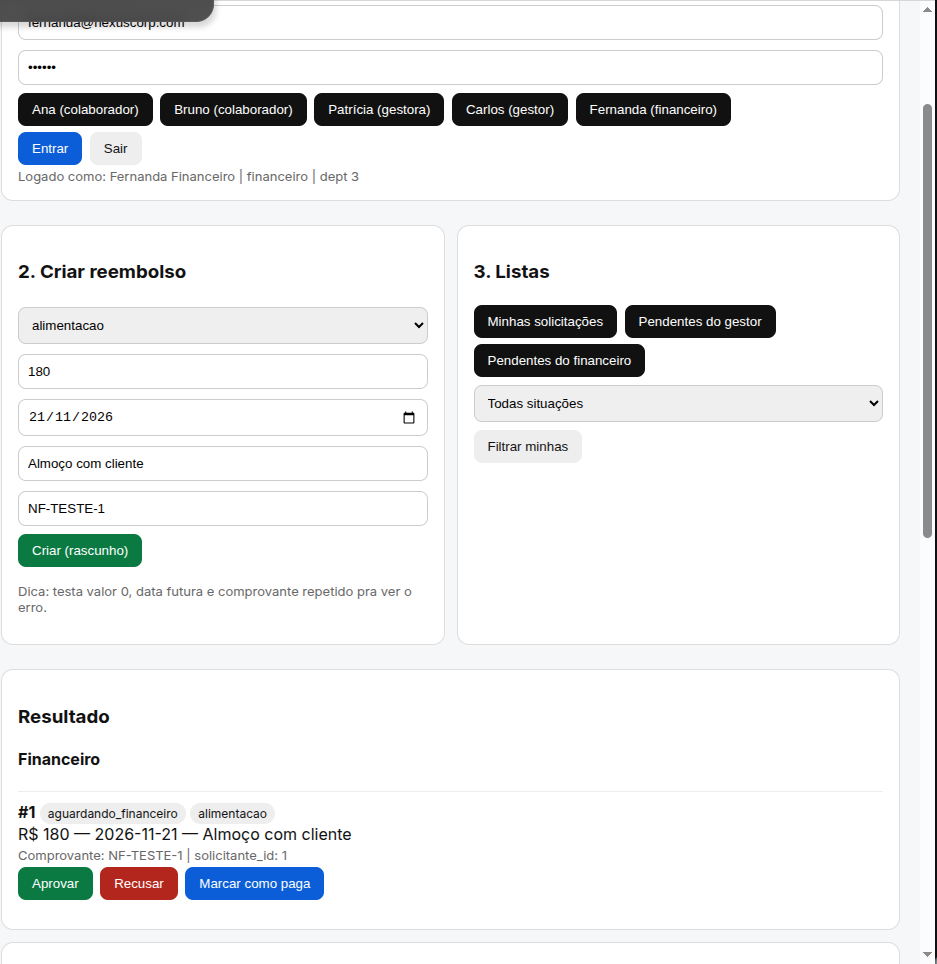 fernanda@nexuscorp.com
••••••
Ana (colaborador) Bruno (colaborador) Patrícia (gestora) Carlos (gestor) Fernanda (financeiro)
Entrar Sair
Logado como: Fernanda Financeiro | financeiro | dept 3
2. Criar reembolso
alimentacao
180
21/11/2026
Almoço com cliente
NF-TESTE-1
Criar (rascunho)
Dica: testa valor 0, data futura e comprovante repetido pra ver o
erro.
3. Listas
Minhas solicitações Pendentes do gestor
Pendentes do financeiro
Todas situações
Filtrar minhas
Resultado
Financeiro
#1 aguardando_financeiro alimentacao
R$ 180 — 2026-11-21 — Almoço com cliente
Comprovante: NF-TESTE-1 | solicitante_id: 1
Aprovar Recusar Marcar como paga